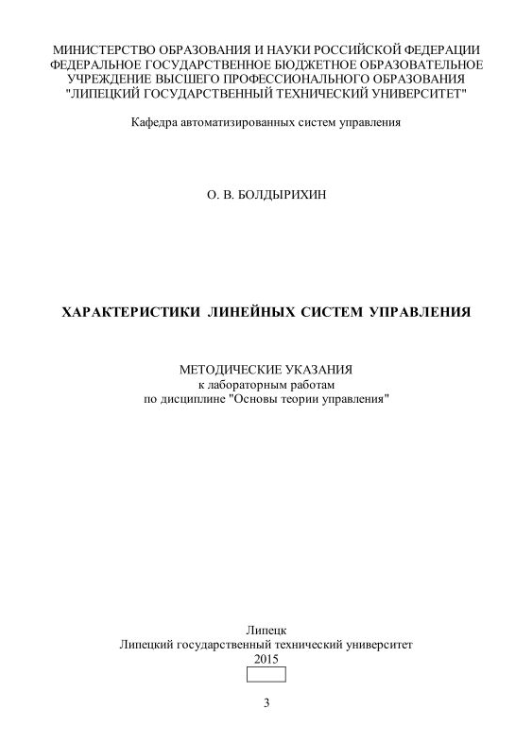 МИНИСТЕРСТВО ОБРАЗОВАНИЯ И НАУКИ РОССИЙСКОЙ ФЕДЕРАЦИИ
ФЕДЕРАЛЬНОЕ ГОСУДАРСТВЕННОЕ БЮДЖЕТНОЕ ОБРАЗОВАТЕЛЬНОЕ
УЧРЕЖДЕНИЕ ВЫСШЕГО ПРОФЕССИОНАЛЬНОГО ОБРАЗОВАНИЯ
"ЛИПЕЦКИЙ ГОСУДАРСТВЕННЫЙ ТЕХНИЧЕСКИЙ УНИВЕРСИТЕТ"
Кафедра автоматизированных систем управления
О. В. БОЛДЫРИХИН
ХАРАКТЕРИСТИКИ ЛИНЕЙНЫХ СИСТЕМ УПРАВЛЕНИЯ
МЕТОДИЧЕСКИЕ УКАЗАНИЯ
к лабораторным работам
по дисциплине "Основы теории управления"
Липецк
Липецкий государственный технический университет
2015
3